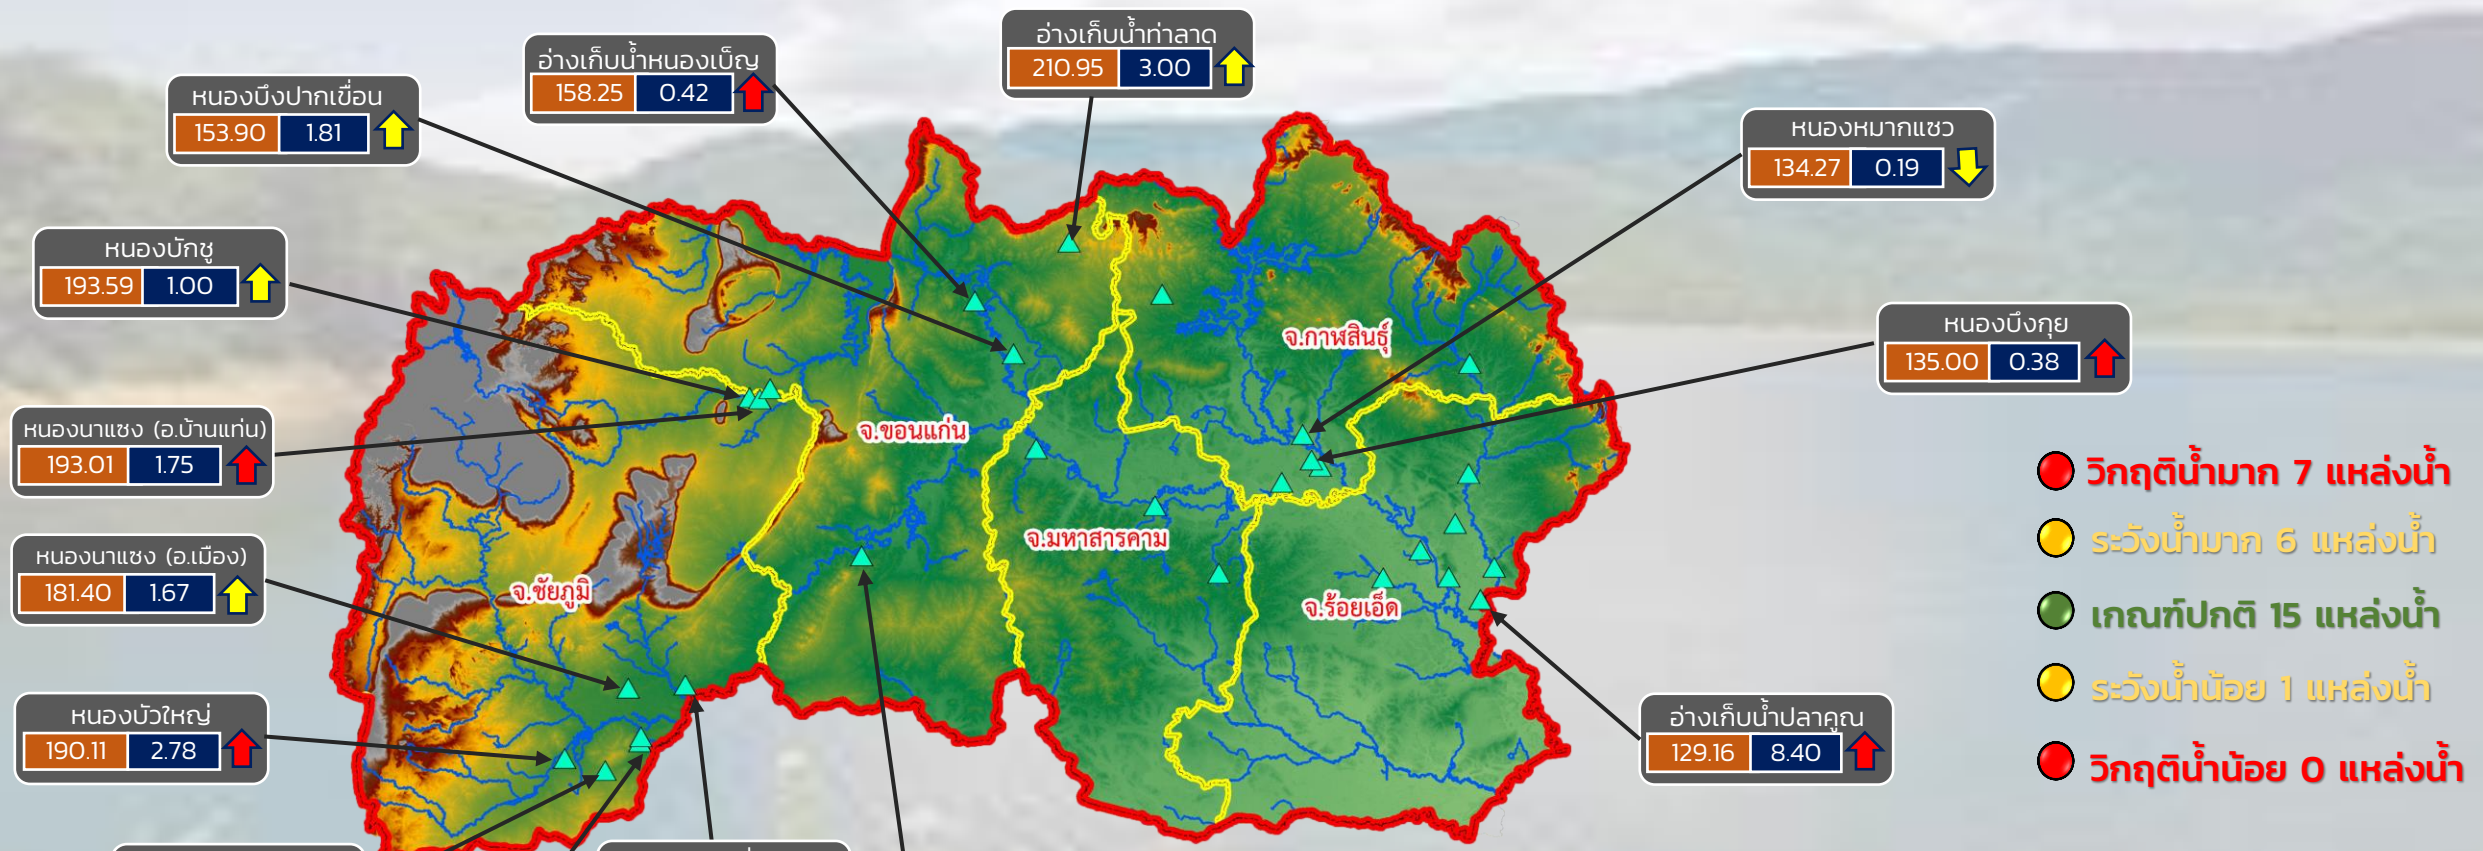 อ่างเก็บน้ำท่าลาด
210.95 3.00
อ่างเก็บน้ำหนองเบ็ญ
158.25 0.42
หนองบึงปากเขื่อน
153.90 1.81
หนองหมากแซว
134.27 0.19
หนองบักชู
193.59 1.00
หนองบึงกุย
135.00 0.38
จ.กาฬสินธุ์
หนองนาแซง (อ.บ้านแท่น)
193.01 1.75
จ.ขอนแก่น
วิกฤติน้ำมาก 7 แหล่งน้ำ
ระวังน้ำมาก 6 แหล่งน้ำ
เกณฑ์ปกติ 15 แหล่งน้ำ
ระวังน้ำน้อย 1 แหล่งน้ำ
วิกฤติน้ำน้อย 0 แหล่งน้ำ
หนองนาแซง (อ.เมือง)
181.40 1.67
จ.มหาสารคาม
จ.ชัยภูมิ
จ.ร้อยเอ็ด
หนองบัวใหญ่
190.11 2.78
อ่างเก็บน้ำปลาคูณ
129.16 8.40